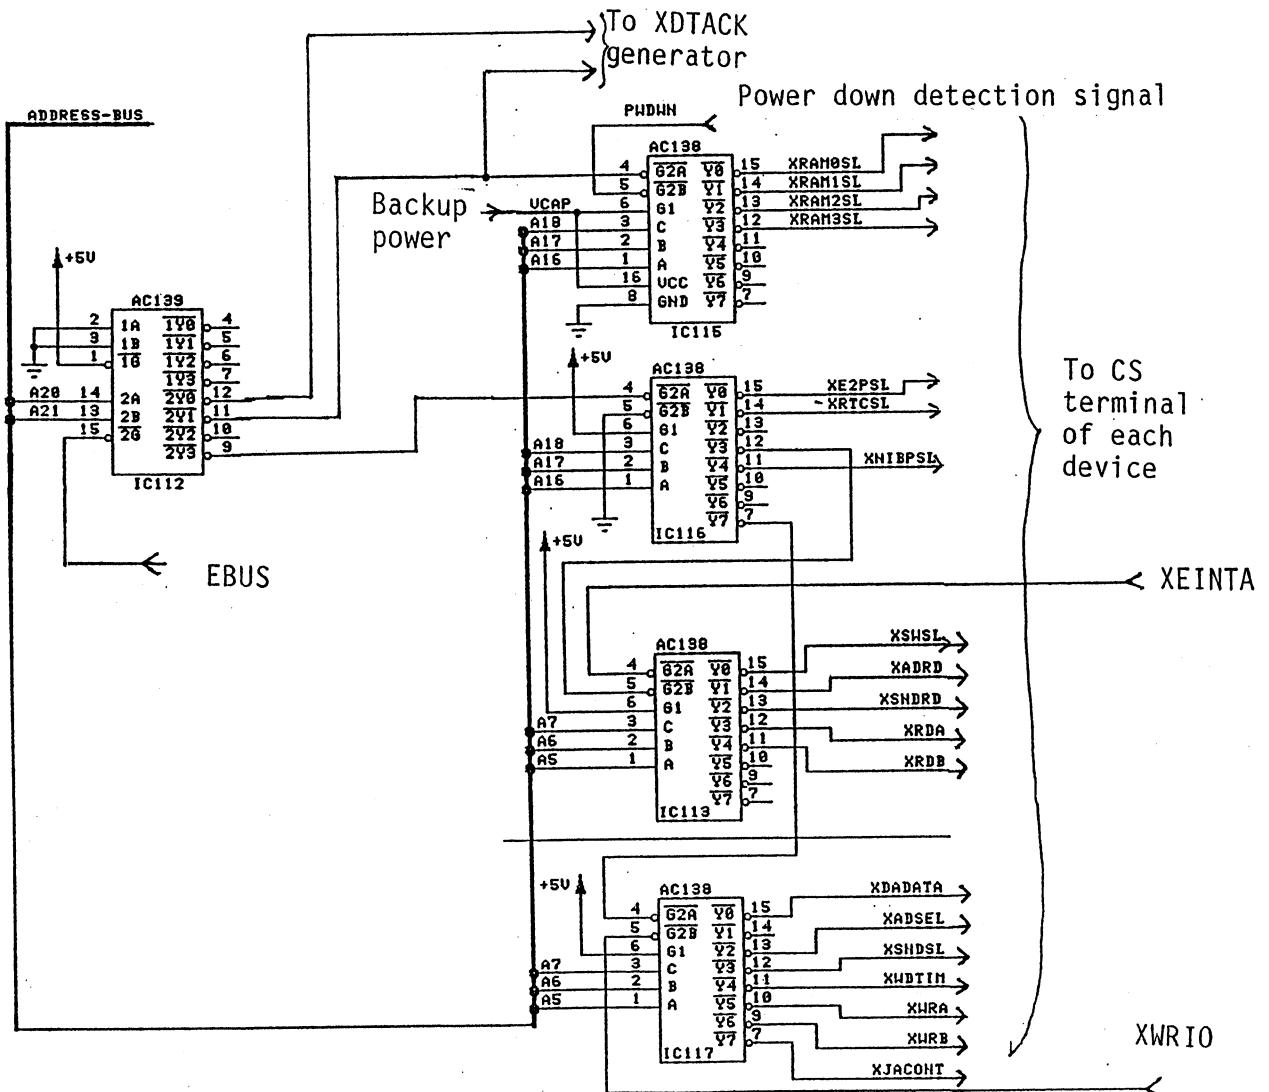 To XDTACK
generator
Power down detection signal
ADDRESS-BUS
PWDWN
Backup
power
VCAP
+5V
AC139
2 1A 1Y0 4
3 1B 1Y1 5
1 1G 1Y2 6
1Y3 7
A20 14 2A 2Y0 12
A21 13 2B 2Y1 11
15 2G 2Y2 10
2Y3 9
IC112
EBUS
AC138
4 G2A Y0 15 XRAM0SL
5 G2B Y1 14 XRAM1SL
6 G1 Y2 13 XRAM2SL
A18 3 C Y3 12 XRAM3SL
A17 2 B Y4 11
A16 1 A Y5 10
16 VCC Y6 9
8 GND Y7 7
IC115
+5V
AC138
4 G2A Y0 15 XE2PSL
5 G2B Y1 14 XRTCSL
6 G1 Y2 13
A18 3 C Y3 12
A17 2 B Y4 11 XNIBPSL
A16 1 A Y5 10
Y6 9
Y7 7
IC116
To CS
terminal
of each
device
+5V
XEINTA
AC138
4 G2A Y0 15 XSWSL
5 G2B Y1 14 XADRD
6 G1 Y2 13 XSNDRD
A7 3 C Y3 12 XRDA
A6 2 B Y4 11 XRDB
A5 1 A Y5 10
Y6 9
Y7 7
IC113
+5V
AC138
4 G2A Y0 15 XDADATA
5 G2B Y1 14
6 G1 Y2 13 XADSEL
A7 3 C Y3 12 XSNDSL
A6 2 B Y4 11 XWDTIM
A5 1 A Y5 10 XWRA
Y6 9 XWRB
Y7 7 XJACONT
IC117
XWRIO